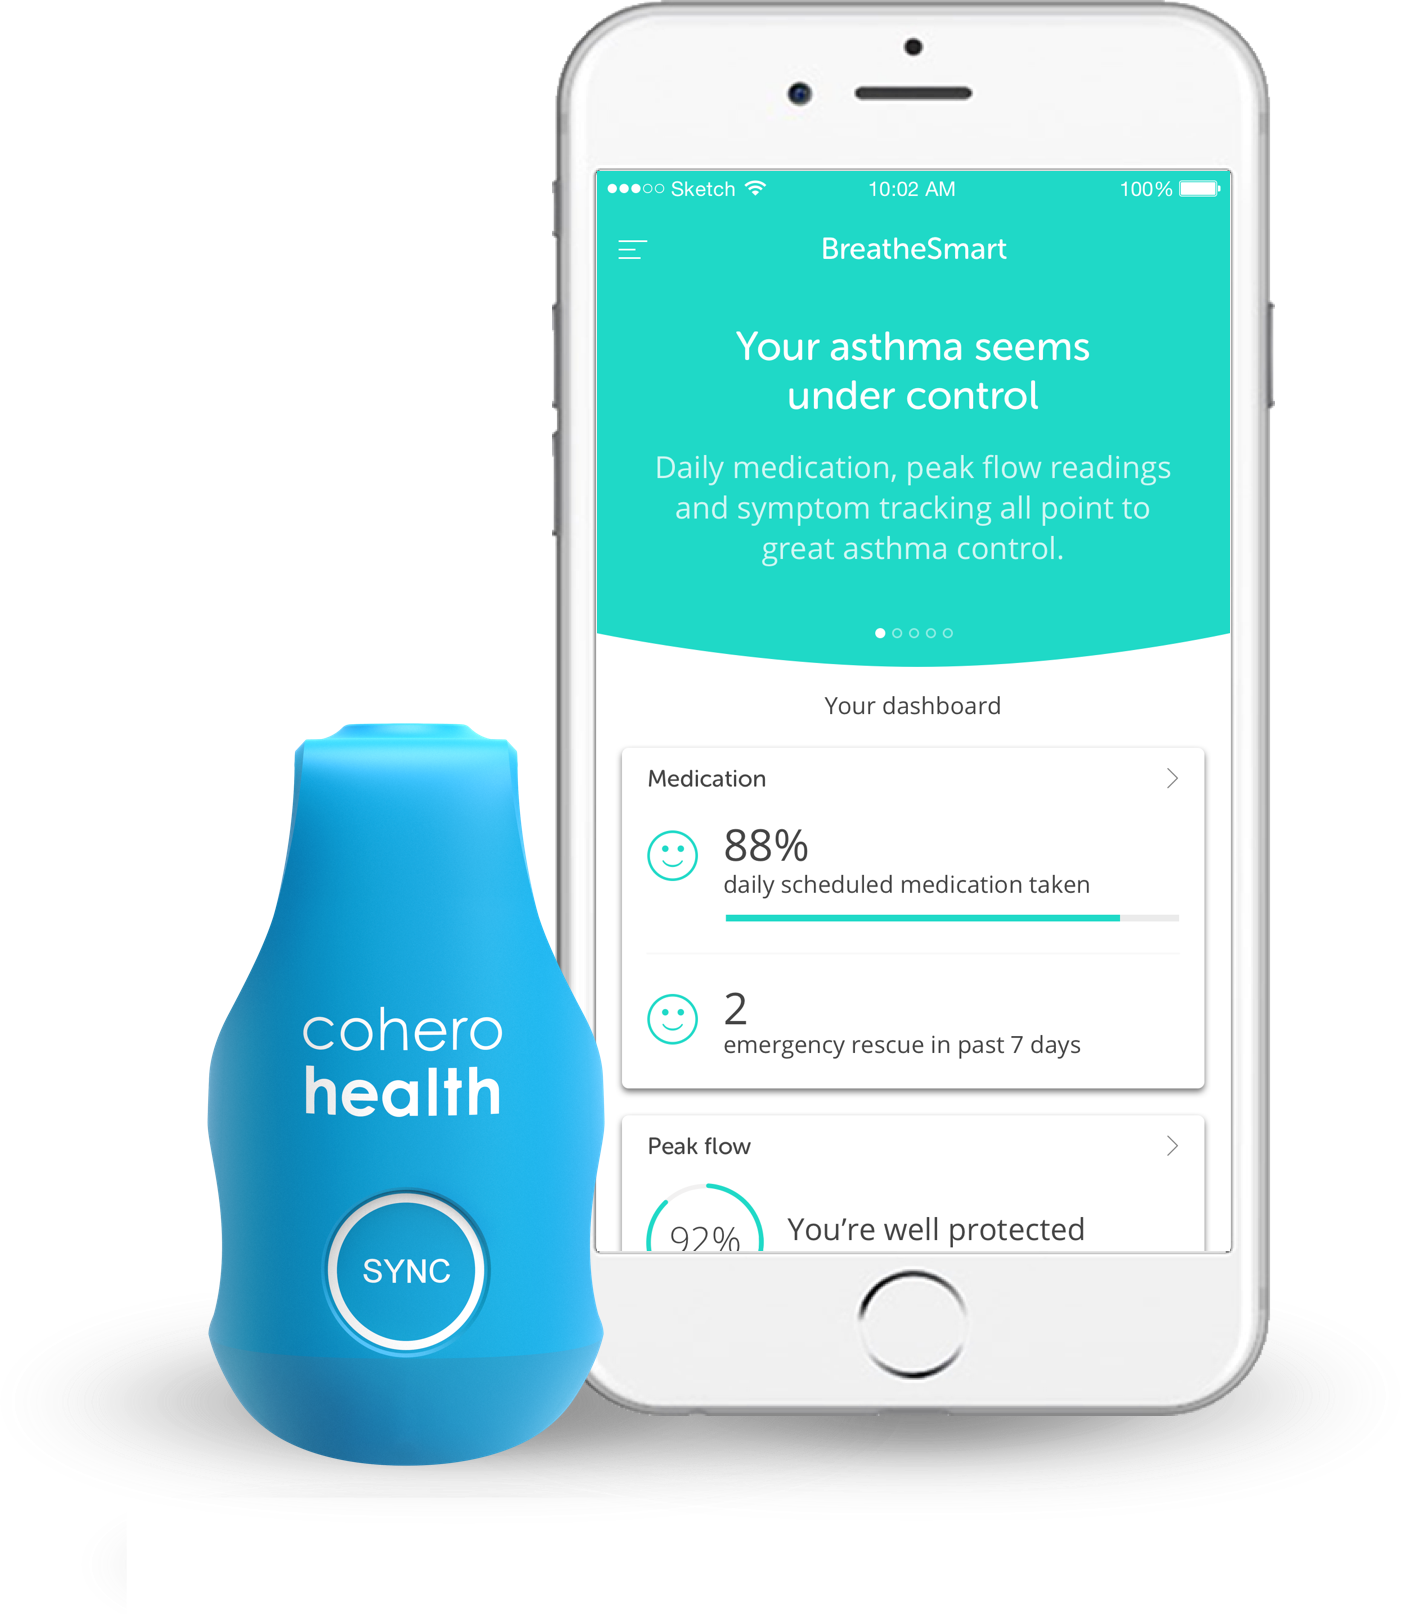 Sketch
10:02 AM
100%
BreatheSmart
Your asthma seems
under control
Daily medication, peak flow readings
and symptom tracking all point to
great asthma control.
Your dashboard
Medication
88%
daily scheduled medication taken
2
emergency rescue in past 7 days
Peak flow
92%
You're well protected
cohero
health
SYNC